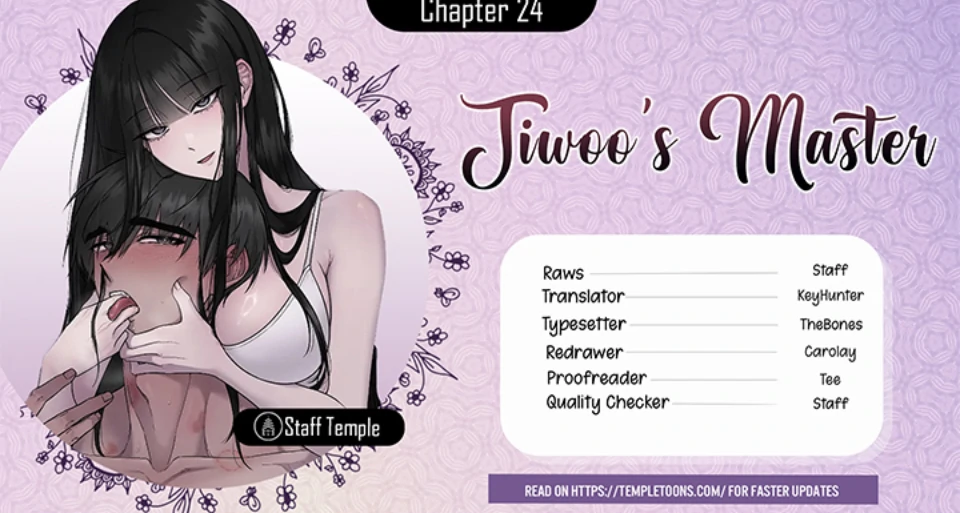 Chapter 24
Jiwoo's Master
Raws Staff
Translator KeyHunter
Typesetter TheBones
Redrawer Carolay
Proofreader Tee
Quality Checker Staff
Staff Temple
READ ON HTTPS://TEMPLETOONS.COM/ FOR FASTER UPDATES